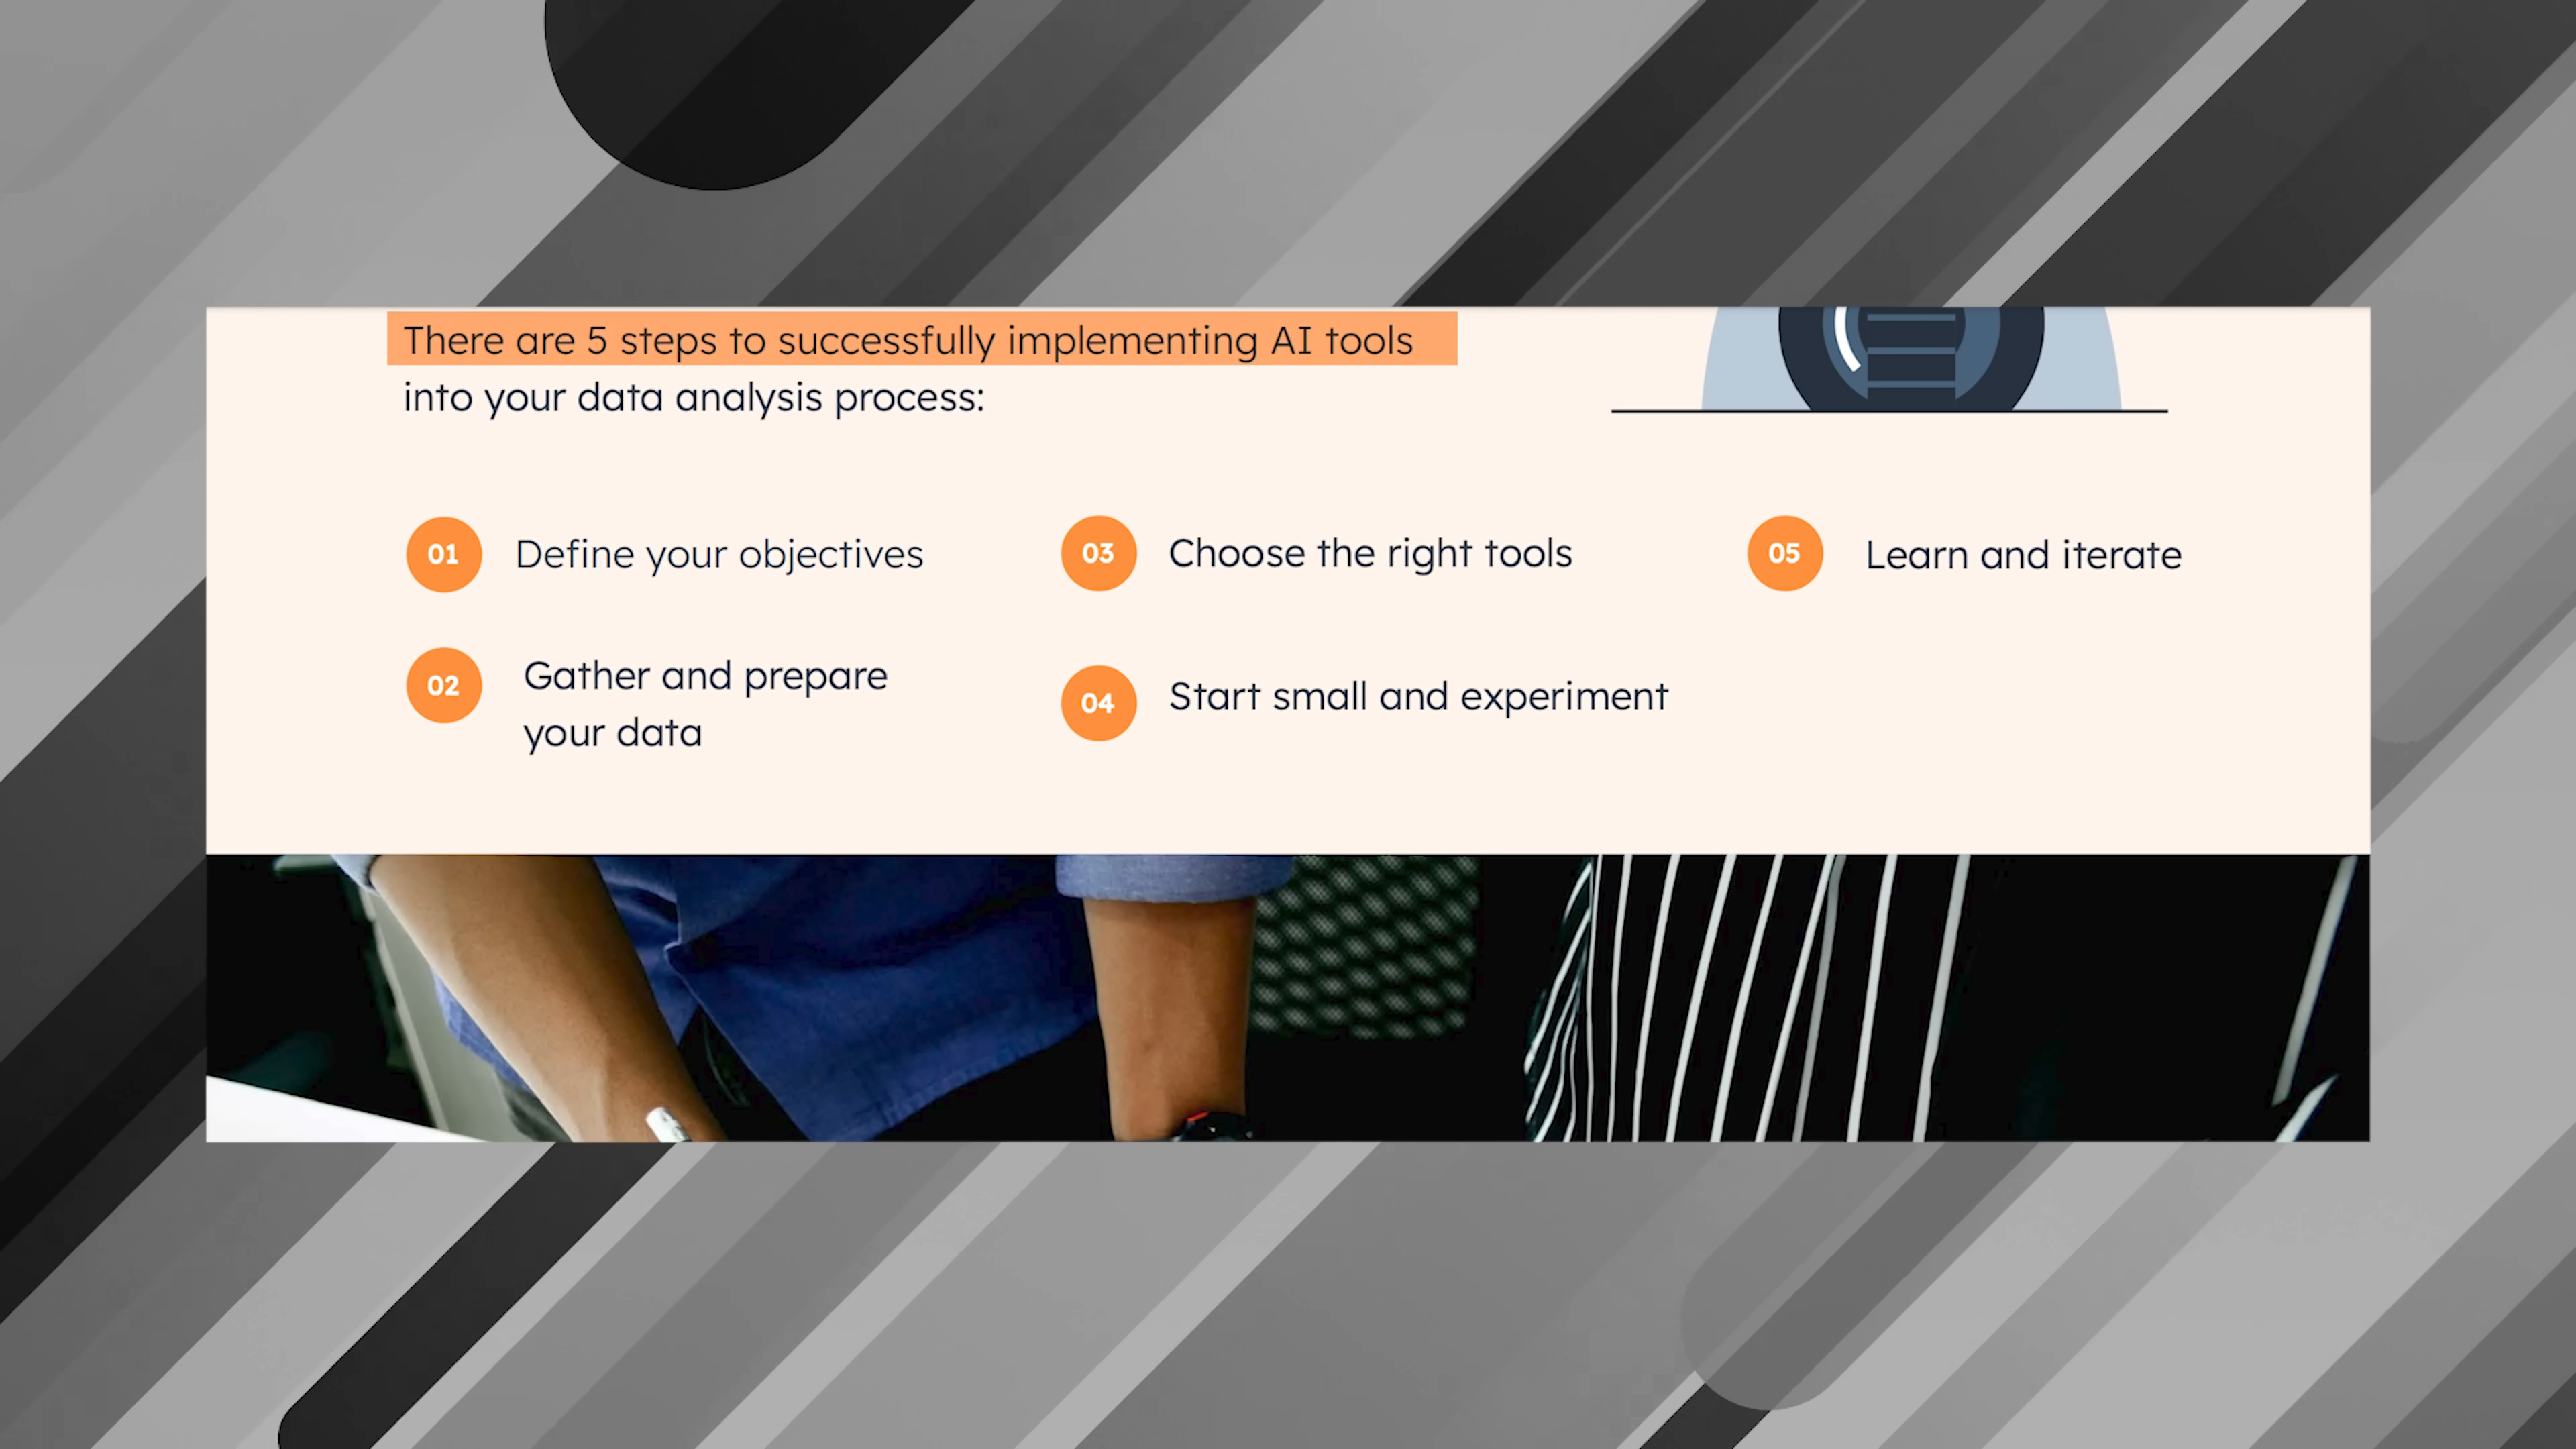 There are 5 steps to successfully implementing AI tools
into your data analysis process:
01 Define your objectives
02 Gather and prepare
your data
03 Choose the right tools
04 Start small and experiment
05 Learn and iterate